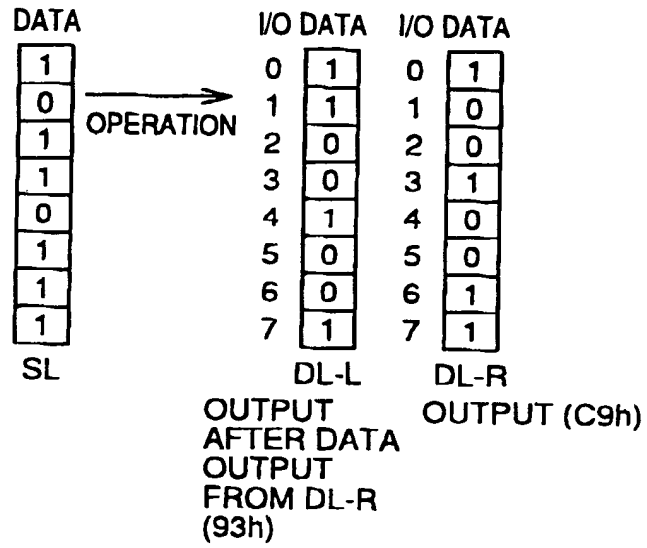 DATA I/O DATA I/O DATA
1 0 1 0 1
0 1 1 1 0
OPERATION
1 2 0 2 0
1 3 0 3 1
0 4 1 4 0
1 5 0 5 0
1 6 0 6 1
1 7 1 7 1
SL DL-L DL-R
OUTPUT OUTPUT (C9h)
AFTER DATA
OUTPUT
FROM DL-R
(93h)